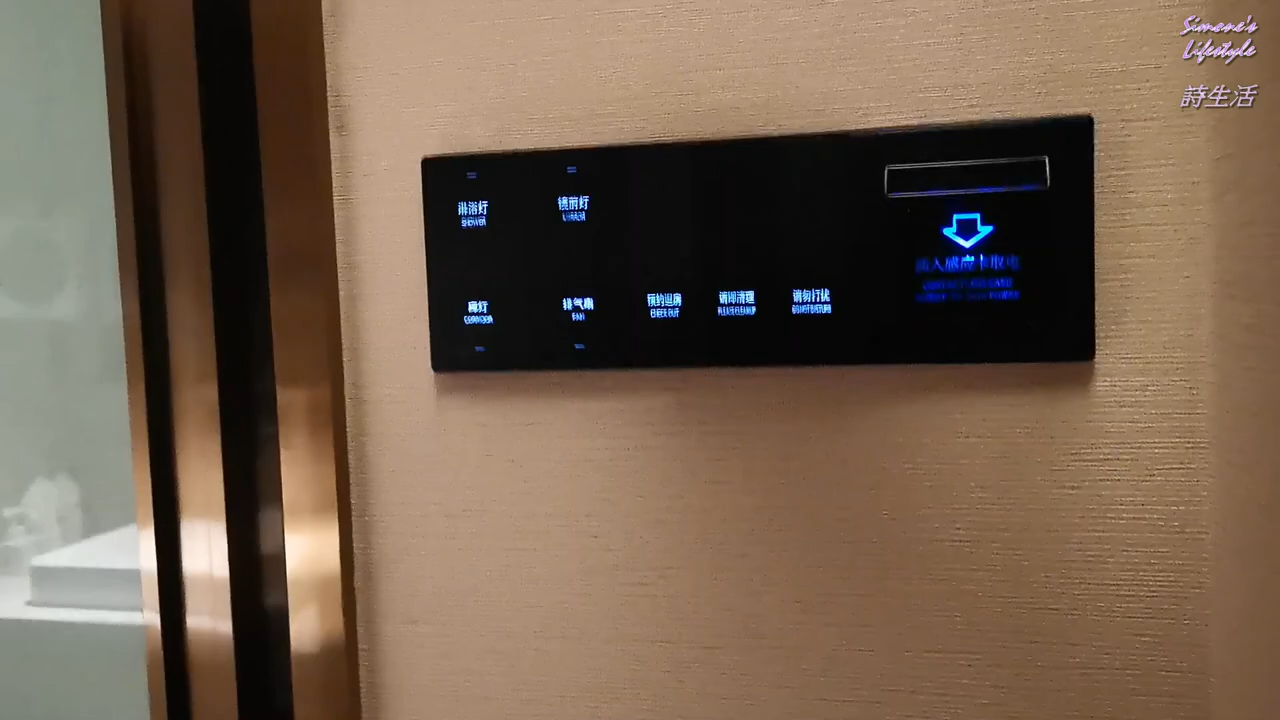 Simone's
Lifestyle
詩生活
淋浴灯
SHOWER
镜前灯
MIRROR
廊灯
CORRIDOR
排气扇
FAN
预约退房
CHECK OUT
请即清理
PLEASE CLEAN UP
请勿打扰
DO NOT DISTURB
插入感应卡取电